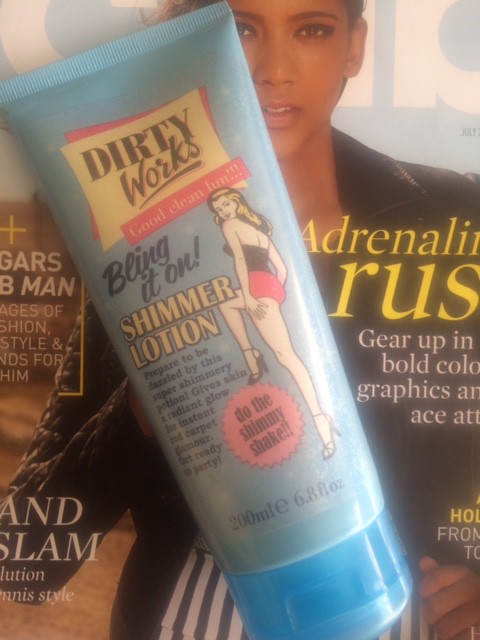 JULY 2
DIRTY
Works
Good clean fun!!!
Bling
it on!
SHIMMER
LOTION
Prepare to be
dazzled by this
super shimmery
potion! Gives skin
a radiant glow
for instant
red carpet
glamour.
Get ready
to party!
do the
shimmy
shake!!
200ml e 6.8fl oz
+
GARS
B MAN
AGES OF
SHION,
STYLE &
NDS FOR
HIM
AND
SLAM
lution
ennis style
Adrenalin
rus
Gear up in
bold colo
graphics an
ace att
A
HOL
FROM
TO
H